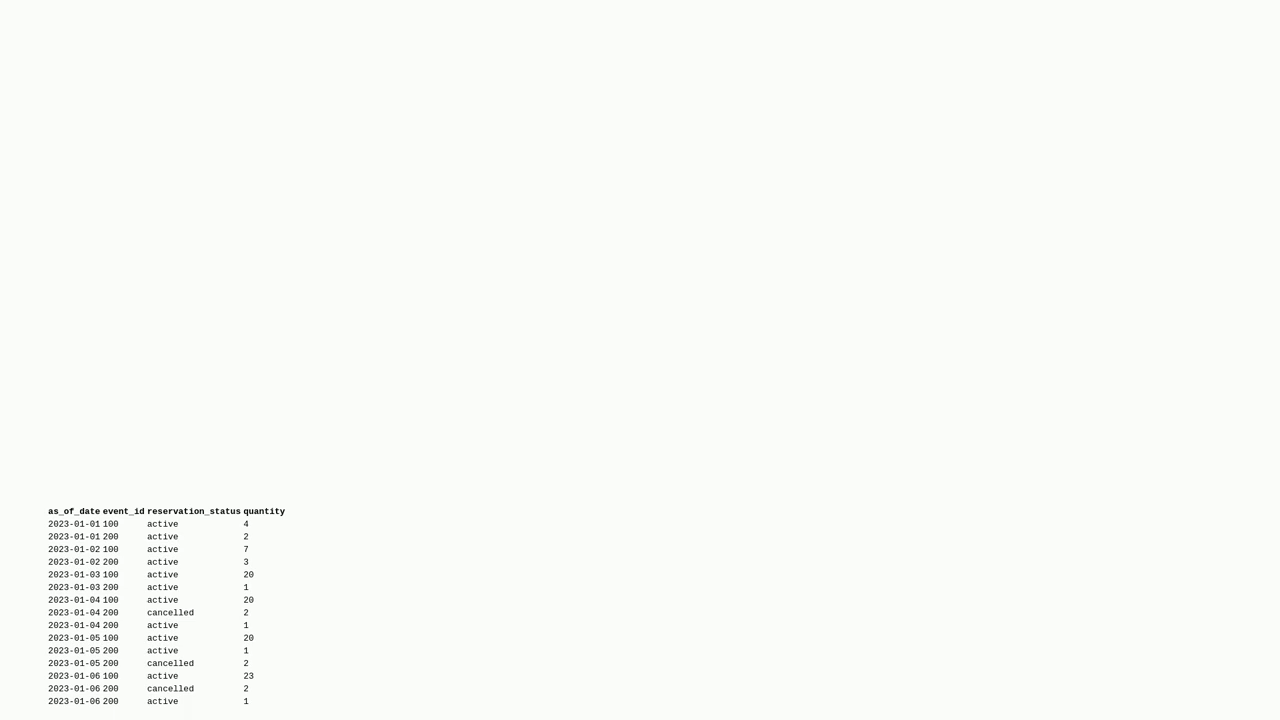 as_of_date event_id reservation_status quantity
2023-01-01 100 active 4
2023-01-01 200 active 2
2023-01-02 100 active 7
2023-01-02 200 active 3
2023-01-03 100 active 20
2023-01-03 200 active 1
2023-01-04 100 active 20
2023-01-04 200 cancelled 2
2023-01-04 200 active 1
2023-01-05 100 active 20
2023-01-05 200 active 1
2023-01-05 200 cancelled 2
2023-01-06 100 active 23
2023-01-06 200 cancelled 2
2023-01-06 200 active 1